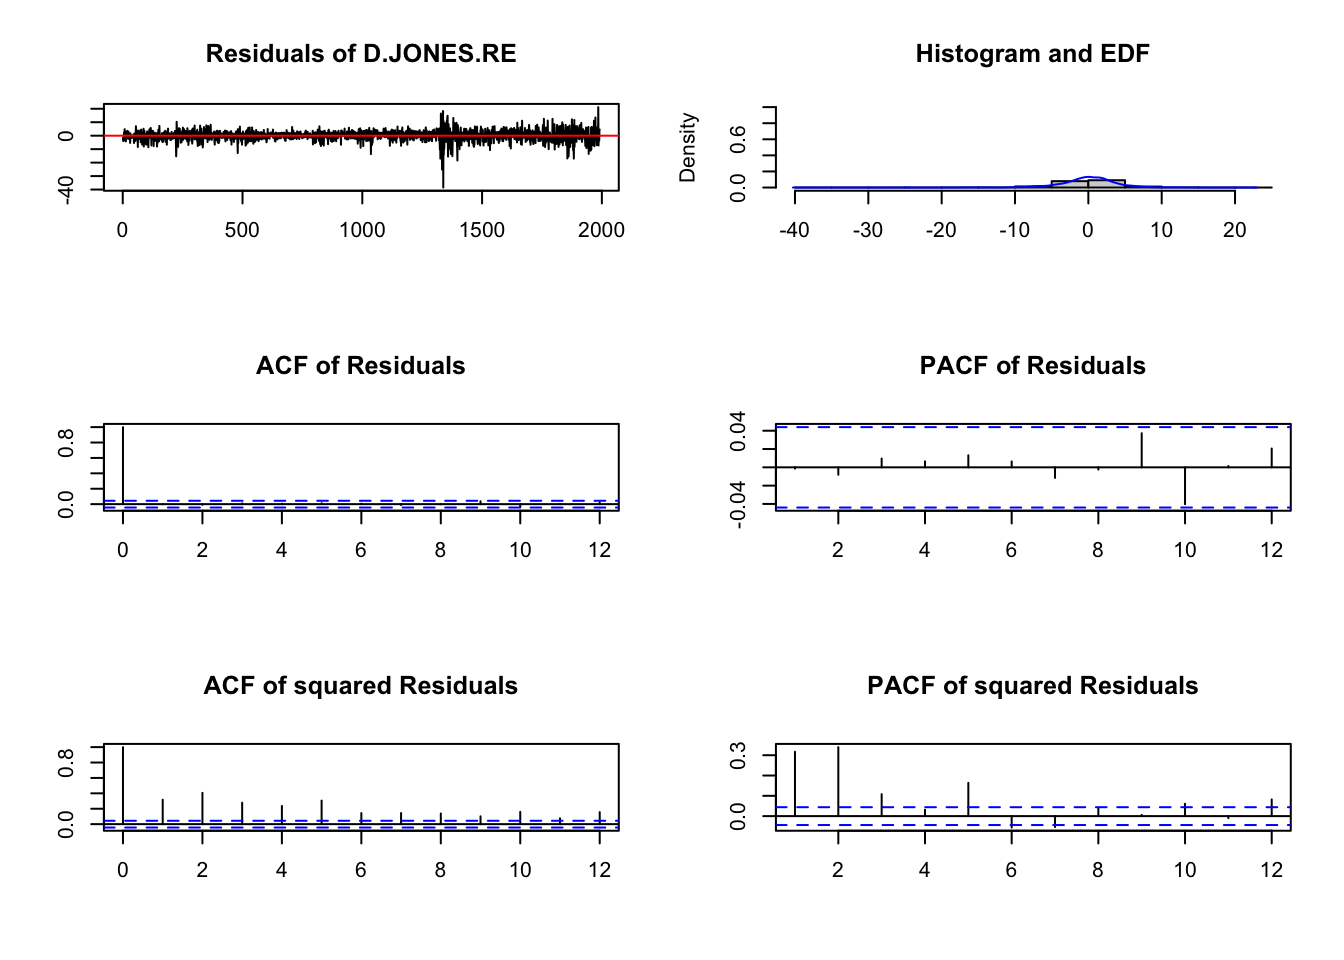 Residuals of D.JONES.RE
0
-40
0 500 1000 1500 2000
Histogram and EDF
Density
0.6
0.0
-40 -30 -20 -10 0 10 20
ACF of Residuals
0.8
0.0
0 2 4 6 8 10 12
PACF of Residuals
0.04
-0.04
2 4 6 8 10 12
ACF of squared Residuals
0.8
0.0
0 2 4 6 8 10 12
PACF of squared Residuals
0.3
0.0
2 4 6 8 10 12